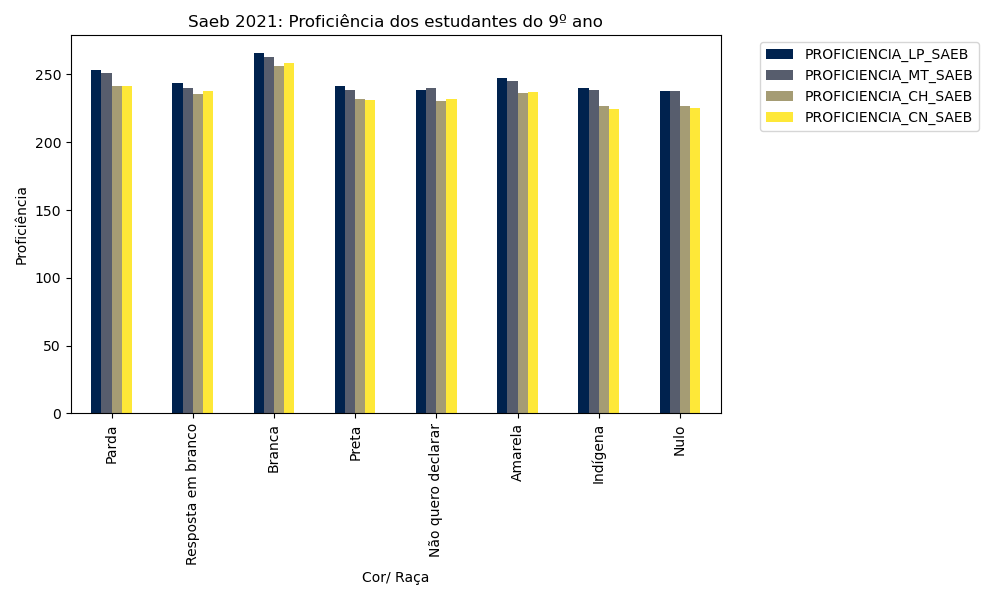 Saeb 2021: Proficiência dos estudantes do 9º ano
PROFICIENCIA_LP_SAEB
PROFICIENCIA_MT_SAEB
PROFICIENCIA_CH_SAEB
PROFICIENCIA_CN_SAEB
Proficiência
250
200
150
100
50
0
Parda
Resposta em branco
Branca
Preta
Não quero declarar
Amarela
Indígena
Nulo
Cor/ Raça